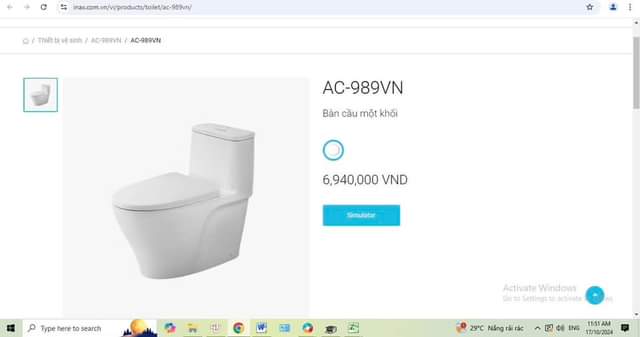 inax.com.vn/vi/products/toilet/ac-989vn/
/ Thiết bị vệ sinh / AC-989VN / AC-989VN
AC-989VN
Bàn cầu một khối
6,940,000 VND
Simulator
Activate Windows
Go to Settings to activate Windows.
Type here to search
29°C Nắng rải rác
ENG
11:51 AM
17/10/2024